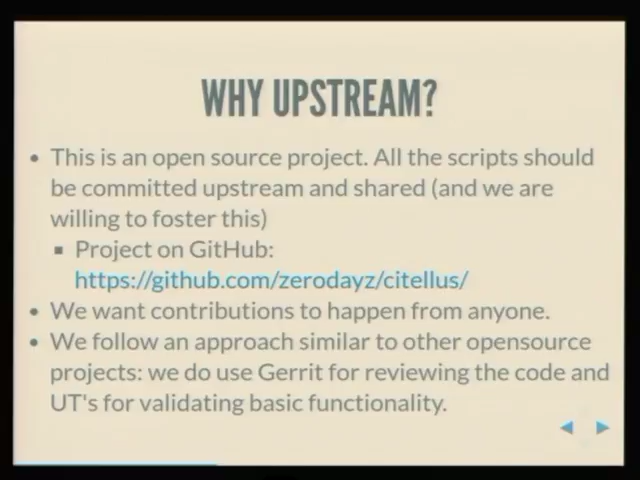 WHY UPSTREAM?
This is an open source project. All the scripts should
be committed upstream and shared (and we are
willing to foster this)
Project on GitHub:
https://github.com/zerodayz/citellus/
We want contributions to happen from anyone.
We follow an approach similar to other opensource
projects: we do use Gerrit for reviewing the code and
UT's for validating basic functionality.